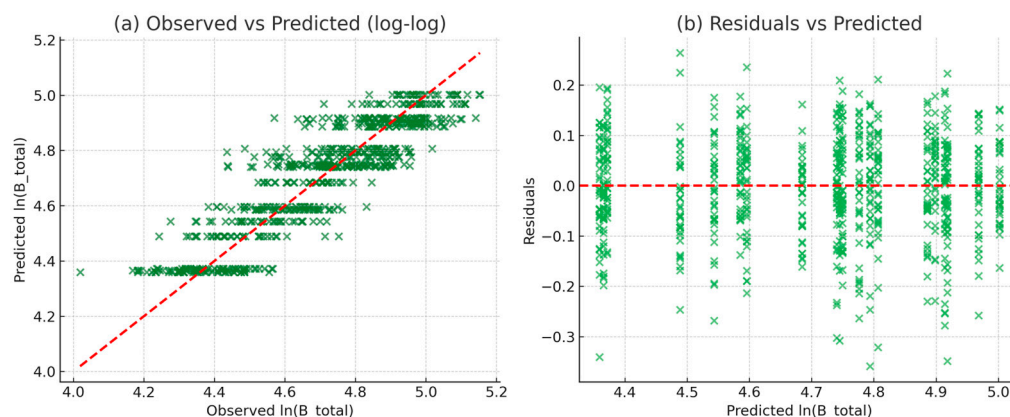 (a) Observed vs Predicted (log-log)
Predicted ln(B_total)
5.2
5.0
4.8
4.6
4.4
4.2
4.0
4.0 4.2 4.4 4.6 4.8 5.0 5.2
Observed ln(B_total)
(b) Residuals vs Predicted
Residuals
0.2
0.1
0.0
−0.1
−0.2
−0.3
4.4 4.5 4.6 4.7 4.8 4.9 5.0
Predicted ln(B_total)